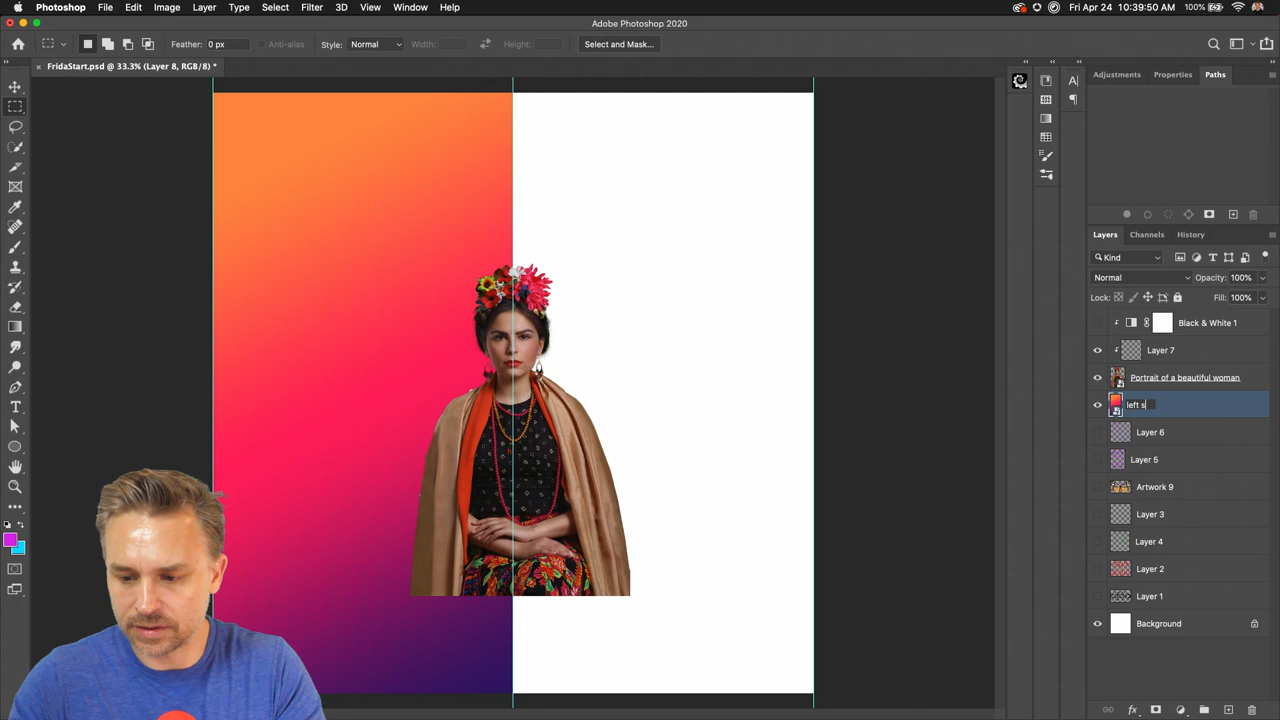 Photoshop File Edit Image Layer Type Select Filter 3D View Window Help 100% Fri Apr 24 10:39:50 AM
Adobe Photoshop 2020
Feather: 0 px Anti-alias Style: Normal Width: Height: Select and Mask...
× FridaStart.psd @ 33.3% (Layer 8, RGB/8) *
Adjustments Properties Paths
Layers Channels History
Kind
Normal Opacity: 100%
Lock: Fill: 100%
Black & White 1
Layer 7
Portrait of a beautiful woman
left s
Layer 6
Layer 5
Artwork 9
Layer 3
Layer 4
Layer 2
Layer 1
Background